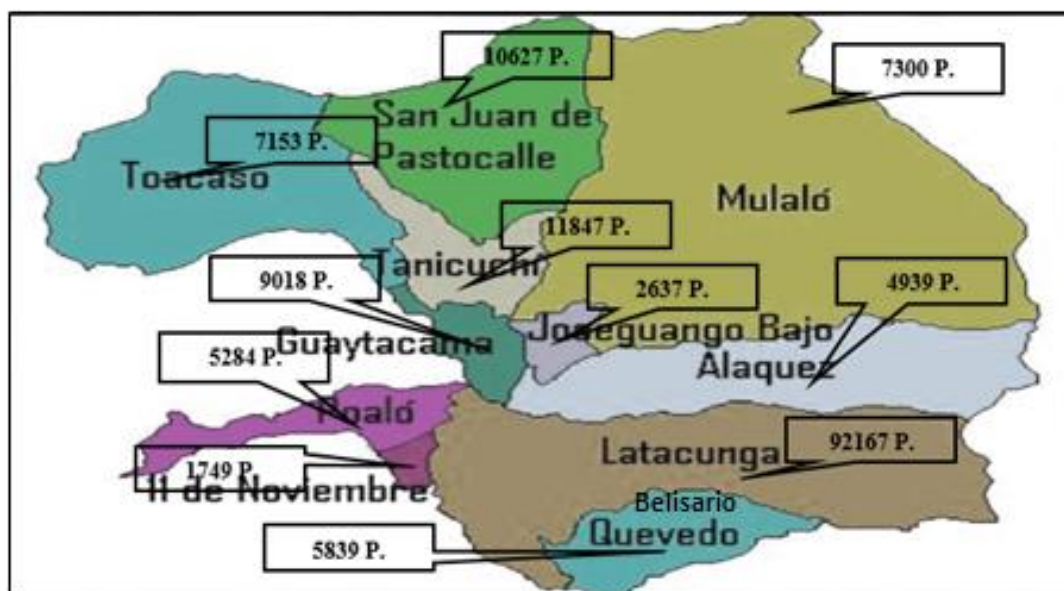 10627 P.
7300 P.
San Juan de
Pastocalle
7153 P.
Toacaso
Mulaló
11847 P.
Tanicuchí
9018 P.
2637 P.
4939 P.
Guaytacama
Joseguango Bajo
Alaquez
5284 P.
Poaló
92167 P.
Latacunga
1749 P.
11 de Noviembre
Belisario
Quevedo
5839 P.